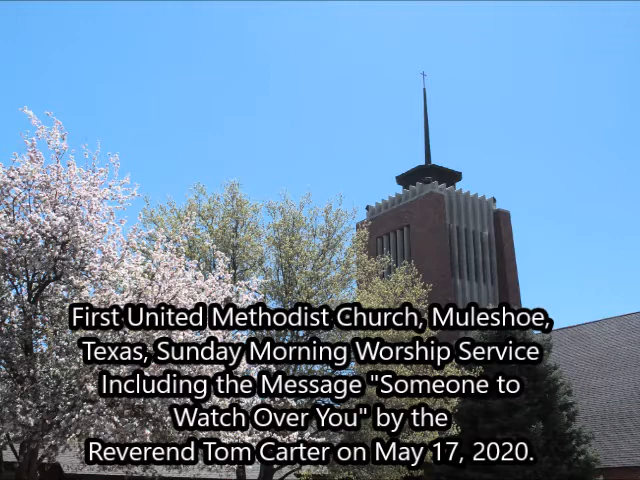 First United Methodist Church, Muleshoe,
Texas, Sunday Morning Worship Service
Including the Message "Someone to
Watch Over You" by the
Reverend Tom Carter on May 17, 2020.